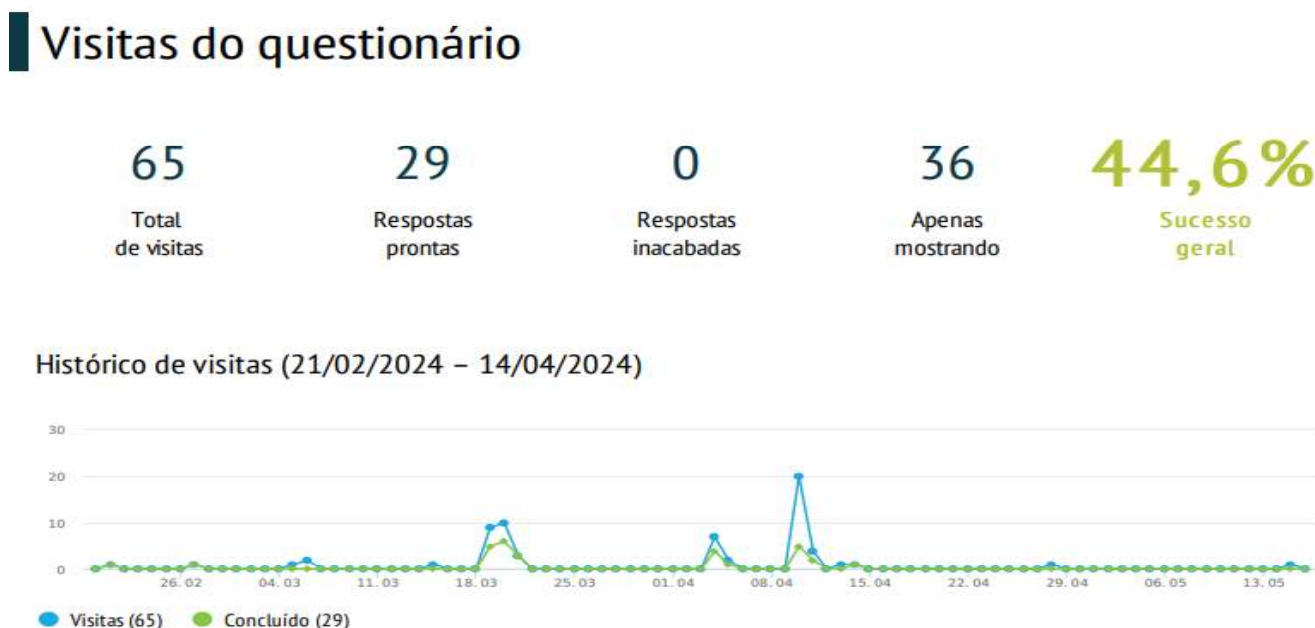 Visitas do questionário
65 29 0 36 44,6%
Total Respostas Respostas Apenas Sucesso
de visitas prontas inacabadas mostrando geral
Histórico de visitas (21/02/2024 – 14/04/2024)
30
20
10
0
26. 02 04. 03 11. 03 18. 03 25. 03 01. 04 08. 04 15. 04 22. 04 29. 04 06. 05 13. 05
Visitas (65) Concluído (29)